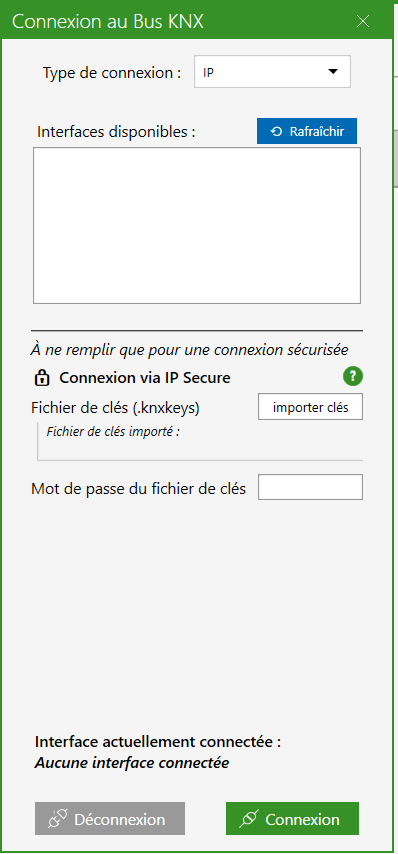 Connexion au Bus KNX
Type de connexion : IP
Interfaces disponibles : Rafraîchir
À ne remplir que pour une connexion sécurisée
Connexion via IP Secure ?
Fichier de clés (.knxkeys) importer clés
Fichier de clés importé :
Mot de passe du fichier de clés
Interface actuellement connectée :
Aucune interface connectée
Déconnexion Connexion